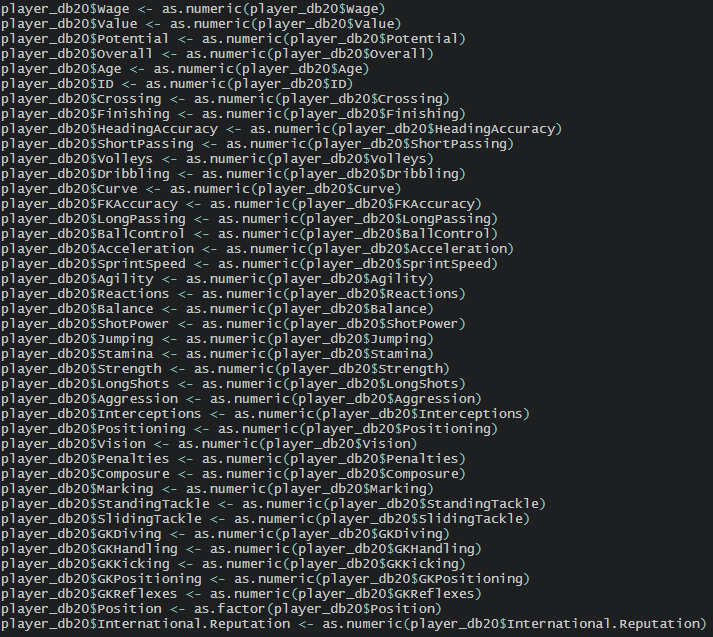 player_db20$Wage <- as.numeric(player_db20$Wage)
player_db20$Value <- as.numeric(player_db20$Value)
player_db20$Potential <- as.numeric(player_db20$Potential)
player_db20$Overall <- as.numeric(player_db20$Overall)
player_db20$Age <- as.numeric(player_db20$Age)
player_db20$ID <- as.numeric(player_db20$ID)
player_db20$Crossing <- as.numeric(player_db20$Crossing)
player_db20$Finishing <- as.numeric(player_db20$Finishing)
player_db20$HeadingAccuracy <- as.numeric(player_db20$HeadingAccuracy)
player_db20$ShortPassing <- as.numeric(player_db20$ShortPassing)
player_db20$Volleys <- as.numeric(player_db20$Volleys)
player_db20$Dribbling <- as.numeric(player_db20$Dribbling)
player_db20$Curve <- as.numeric(player_db20$Curve)
player_db20$FKAccuracy <- as.numeric(player_db20$FKAccuracy)
player_db20$LongPassing <- as.numeric(player_db20$LongPassing)
player_db20$BallControl <- as.numeric(player_db20$BallControl)
player_db20$Acceleration <- as.numeric(player_db20$Acceleration)
player_db20$SprintSpeed <- as.numeric(player_db20$SprintSpeed)
player_db20$Agility <- as.numeric(player_db20$Agility)
player_db20$Reactions <- as.numeric(player_db20$Reactions)
player_db20$Balance <- as.numeric(player_db20$Balance)
player_db20$ShotPower <- as.numeric(player_db20$ShotPower)
player_db20$Jumping <- as.numeric(player_db20$Jumping)
player_db20$Stamina <- as.numeric(player_db20$Stamina)
player_db20$Strength <- as.numeric(player_db20$Strength)
player_db20$LongShots <- as.numeric(player_db20$LongShots)
player_db20$Aggression <- as.numeric(player_db20$Aggression)
player_db20$Interceptions <- as.numeric(player_db20$Interceptions)
player_db20$Positioning <- as.numeric(player_db20$Positioning)
player_db20$Vision <- as.numeric(player_db20$Vision)
player_db20$Penalties <- as.numeric(player_db20$Penalties)
player_db20$Composure <- as.numeric(player_db20$Composure)
player_db20$Marking <- as.numeric(player_db20$Marking)
player_db20$StandingTackle <- as.numeric(player_db20$StandingTackle)
player_db20$SlidingTackle <- as.numeric(player_db20$SlidingTackle)
player_db20$GKDiving <- as.numeric(player_db20$GKDiving)
player_db20$GKHandling <- as.numeric(player_db20$GKHandling)
player_db20$GKKicking <- as.numeric(player_db20$GKKicking)
player_db20$GKPositioning <- as.numeric(player_db20$GKPositioning)
player_db20$GKReflexes <- as.numeric(player_db20$GKReflexes)
player_db20$Position <- as.factor(player_db20$Position)
player_db20$International.Reputation <- as.numeric(player_db20$International.Reputation)